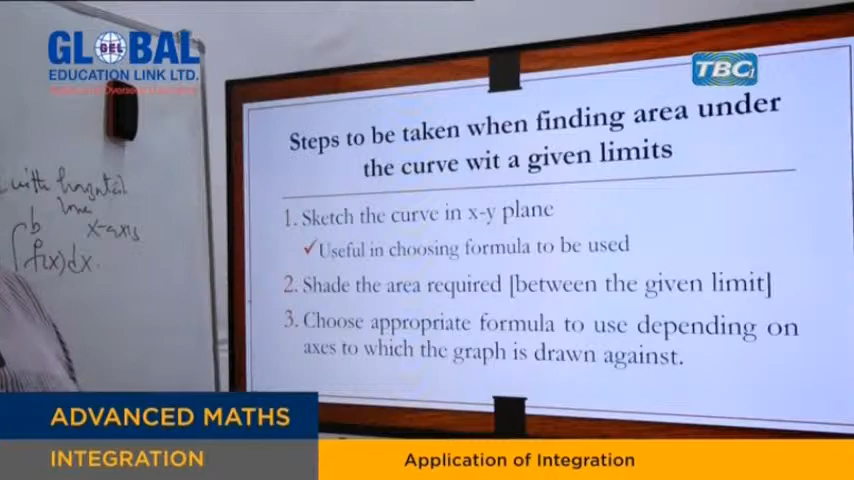 GLOBAL
GEL
EDUCATION LINK LTD.
TBC1
with horizontal
line
x-axis
b
∫ f(x)dx.
Steps to be taken when finding area under
the curve wit a given limits
1. Sketch the curve in x-y plane
✓Useful in choosing formula to be used
2. Shade the area required [between the given limit]
3. Choose appropriate formula to use depending on
axes to which the graph is drawn against.
ADVANCED MATHS
INTEGRATION
Application of Integration